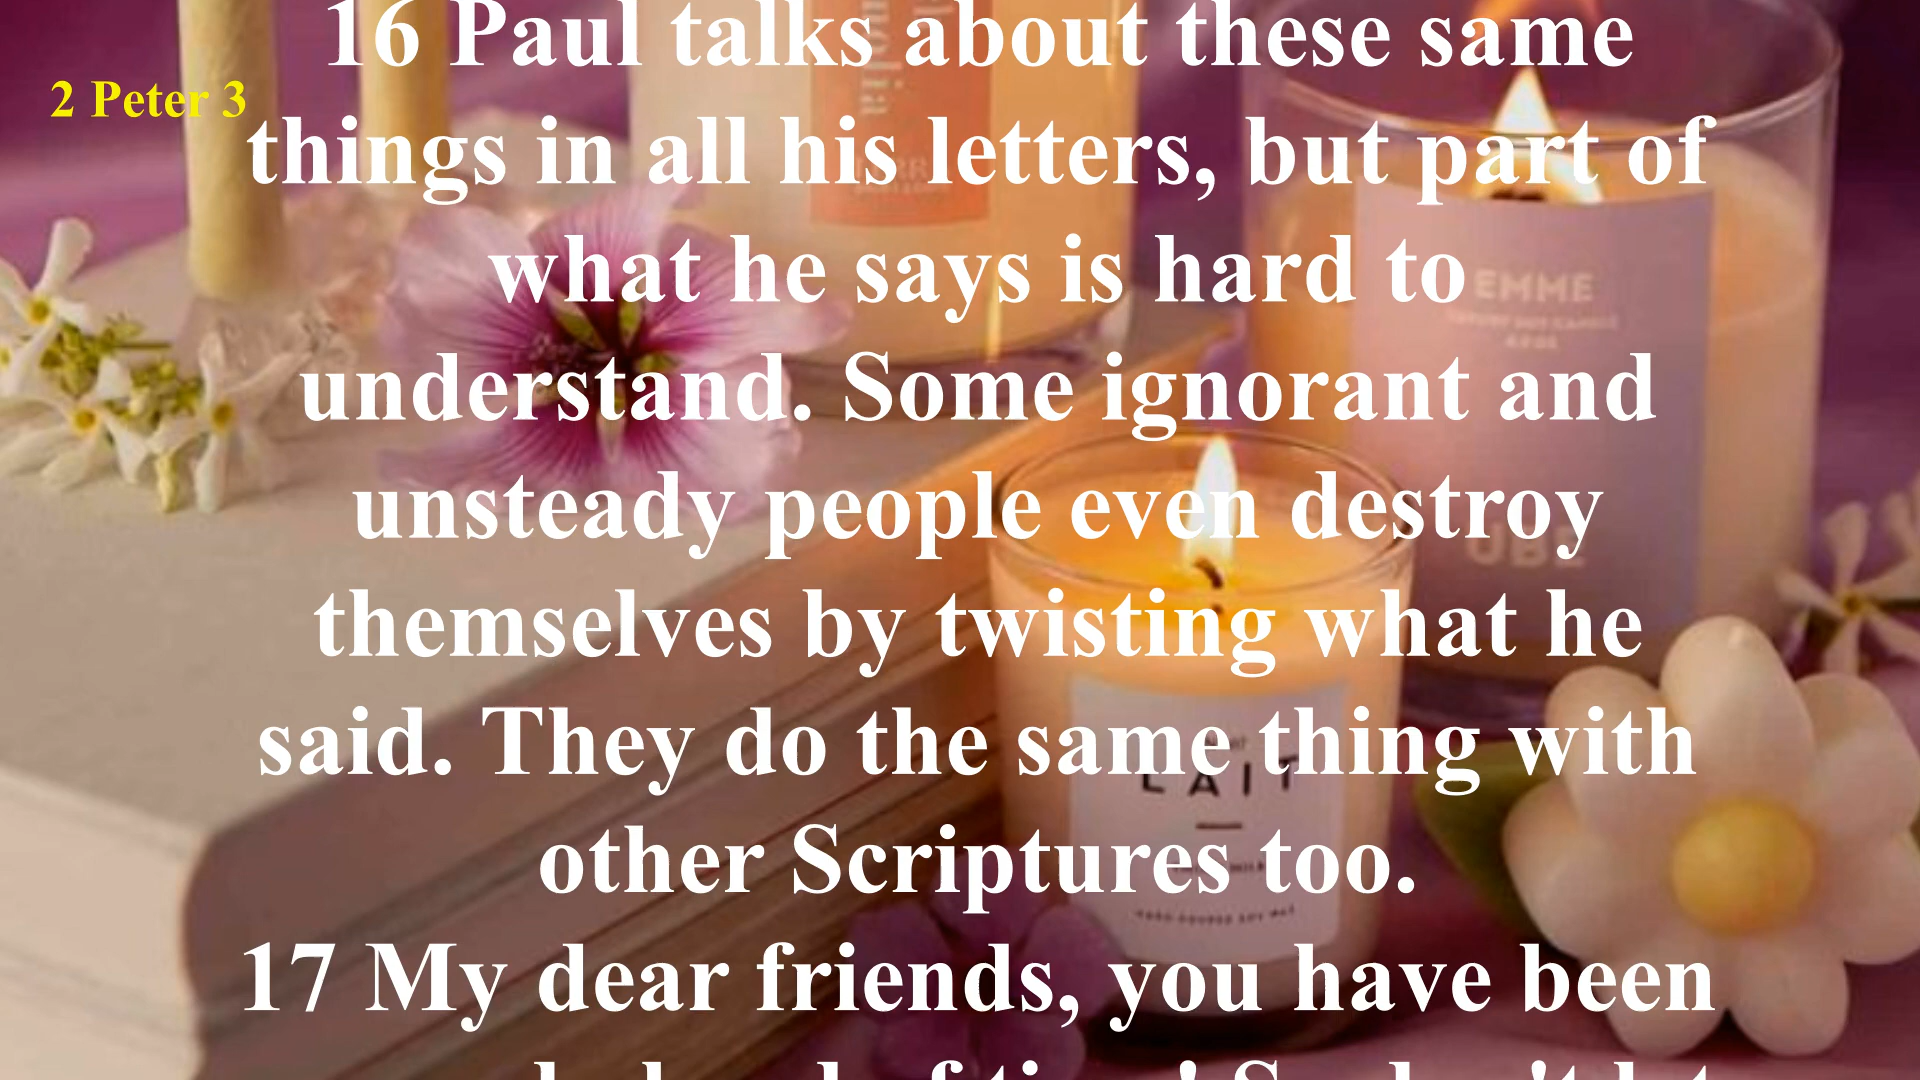 16 Paul talks about these same
2 Peter 3
things in all his letters, but part of
what he says is hard to
understand. Some ignorant and
unsteady people even destroy
themselves by twisting what he
said. They do the same thing with
other Scriptures too.
17 My dear friends, you have been
EMME
LAIT